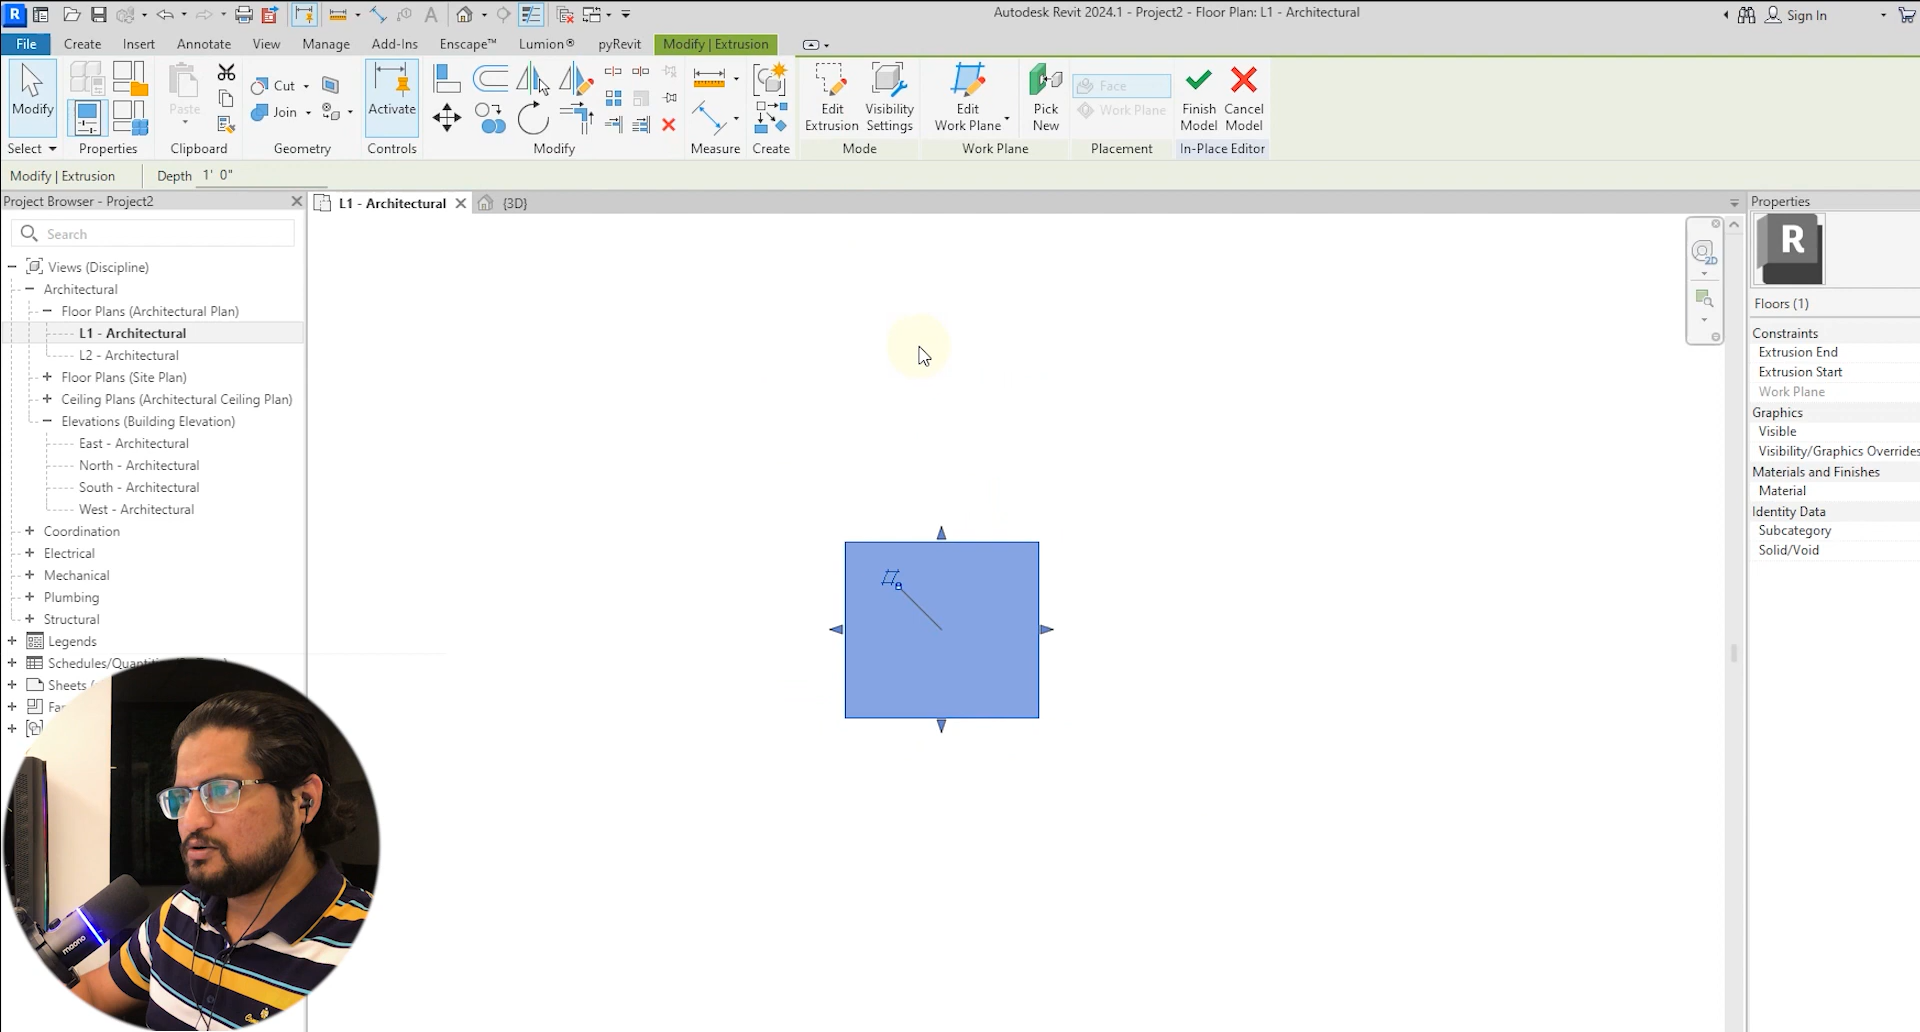 Autodesk Revit 2024.1 - Project2 - Floor Plan: L1 - Architectural
Sign In
File Create Insert Annotate View Manage Add-Ins Enscape™ Lumion® pyRevit Modify | Extrusion
Modify
Paste
Cut
Join
Activate
Edit Extrusion
Visibility Settings
Edit Work Plane
Pick New
Face
Work Plane
Finish Model
Cancel Model
Select Properties Clipboard Geometry Controls Modify Measure Create Mode Work Plane Placement In-Place Editor
Modify | Extrusion Depth 1' 0"
Project Browser - Project2
L1 - Architectural {3D}
Search
Views (Discipline)
Architectural
Floor Plans (Architectural Plan)
L1 - Architectural
L2 - Architectural
Floor Plans (Site Plan)
Ceiling Plans (Architectural Ceiling Plan)
Elevations (Building Elevation)
East - Architectural
North - Architectural
South - Architectural
West - Architectural
Coordination
Electrical
Mechanical
Plumbing
Structural
Legends
Schedules/Quantiti
Sheets
Fa
2D
Properties
R
Floors (1)
Constraints
Extrusion End
Extrusion Start
Work Plane
Graphics
Visible
Visibility/Graphics Overrides
Materials and Finishes
Material
Identity Data
Subcategory
Solid/Void
maono